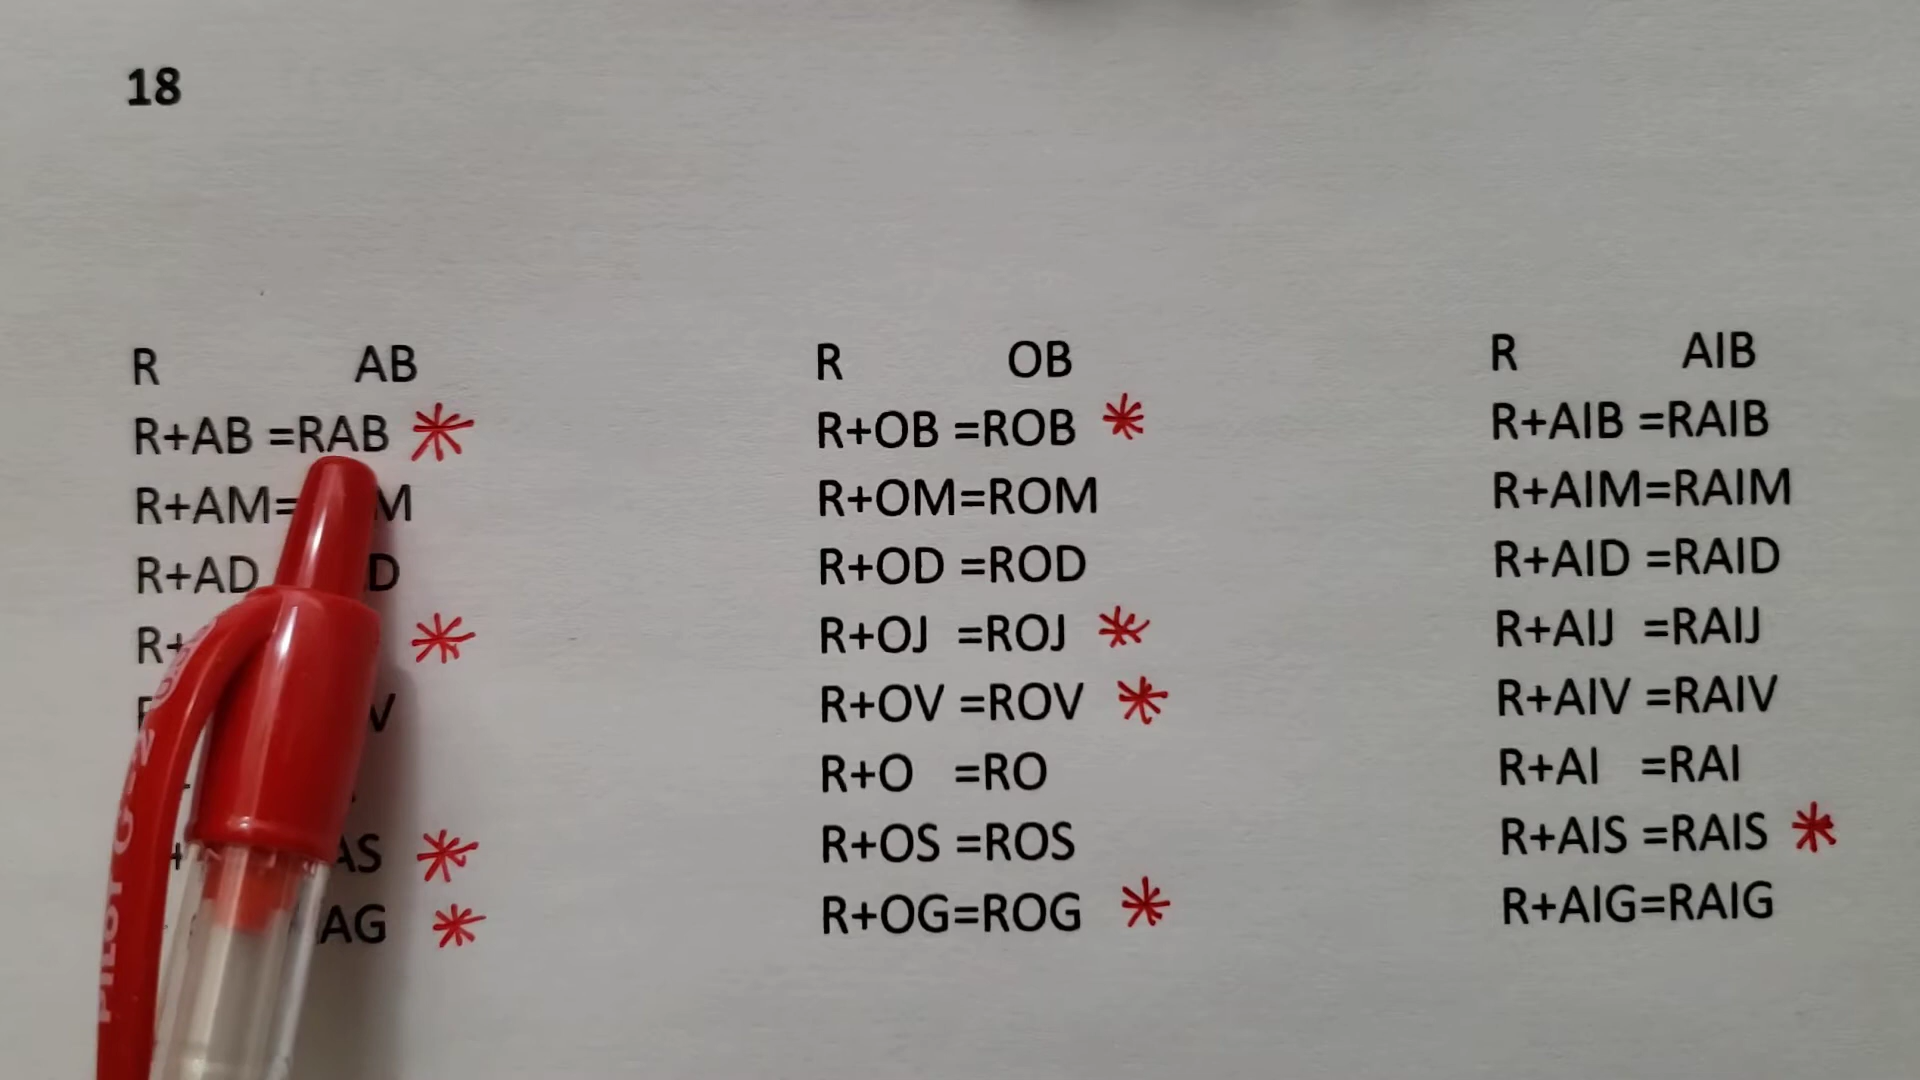 18
R AB
R+AB =RAB *
R+AM= M
R+AD D
R+ *
V
AS *
AG *
R OB
R+OB =ROB *
R+OM=ROM
R+OD =ROD
R+OJ =ROJ *
R+OV =ROV *
R+O =RO
R+OS =ROS
R+OG=ROG *
R AIB
R+AIB =RAIB
R+AIM=RAIM
R+AID =RAID
R+AIJ =RAIJ
R+AIV =RAIV
R+AI =RAI
R+AIS =RAIS *
R+AIG=RAIG
PILOT G-2